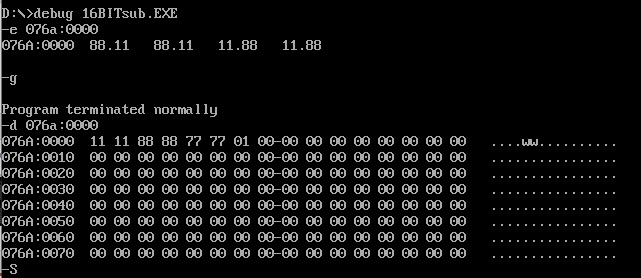 D:\>debug 16BITsub.EXE
-e 076a:0000
076A:0000  88.11   88.11   11.88   11.88
-g
Program terminated normally
-d 076a:0000
076A:0000  11 11 88 88 77 77 01 00-00 00 00 00 00 00 00 00   ....ww..........
076A:0010  00 00 00 00 00 00 00 00-00 00 00 00 00 00 00 00   ................
076A:0020  00 00 00 00 00 00 00 00-00 00 00 00 00 00 00 00   ................
076A:0030  00 00 00 00 00 00 00 00-00 00 00 00 00 00 00 00   ................
076A:0040  00 00 00 00 00 00 00 00-00 00 00 00 00 00 00 00   ................
076A:0050  00 00 00 00 00 00 00 00-00 00 00 00 00 00 00 00   ................
076A:0060  00 00 00 00 00 00 00 00-00 00 00 00 00 00 00 00   ................
076A:0070  00 00 00 00 00 00 00 00-00 00 00 00 00 00 00 00   ................
-S